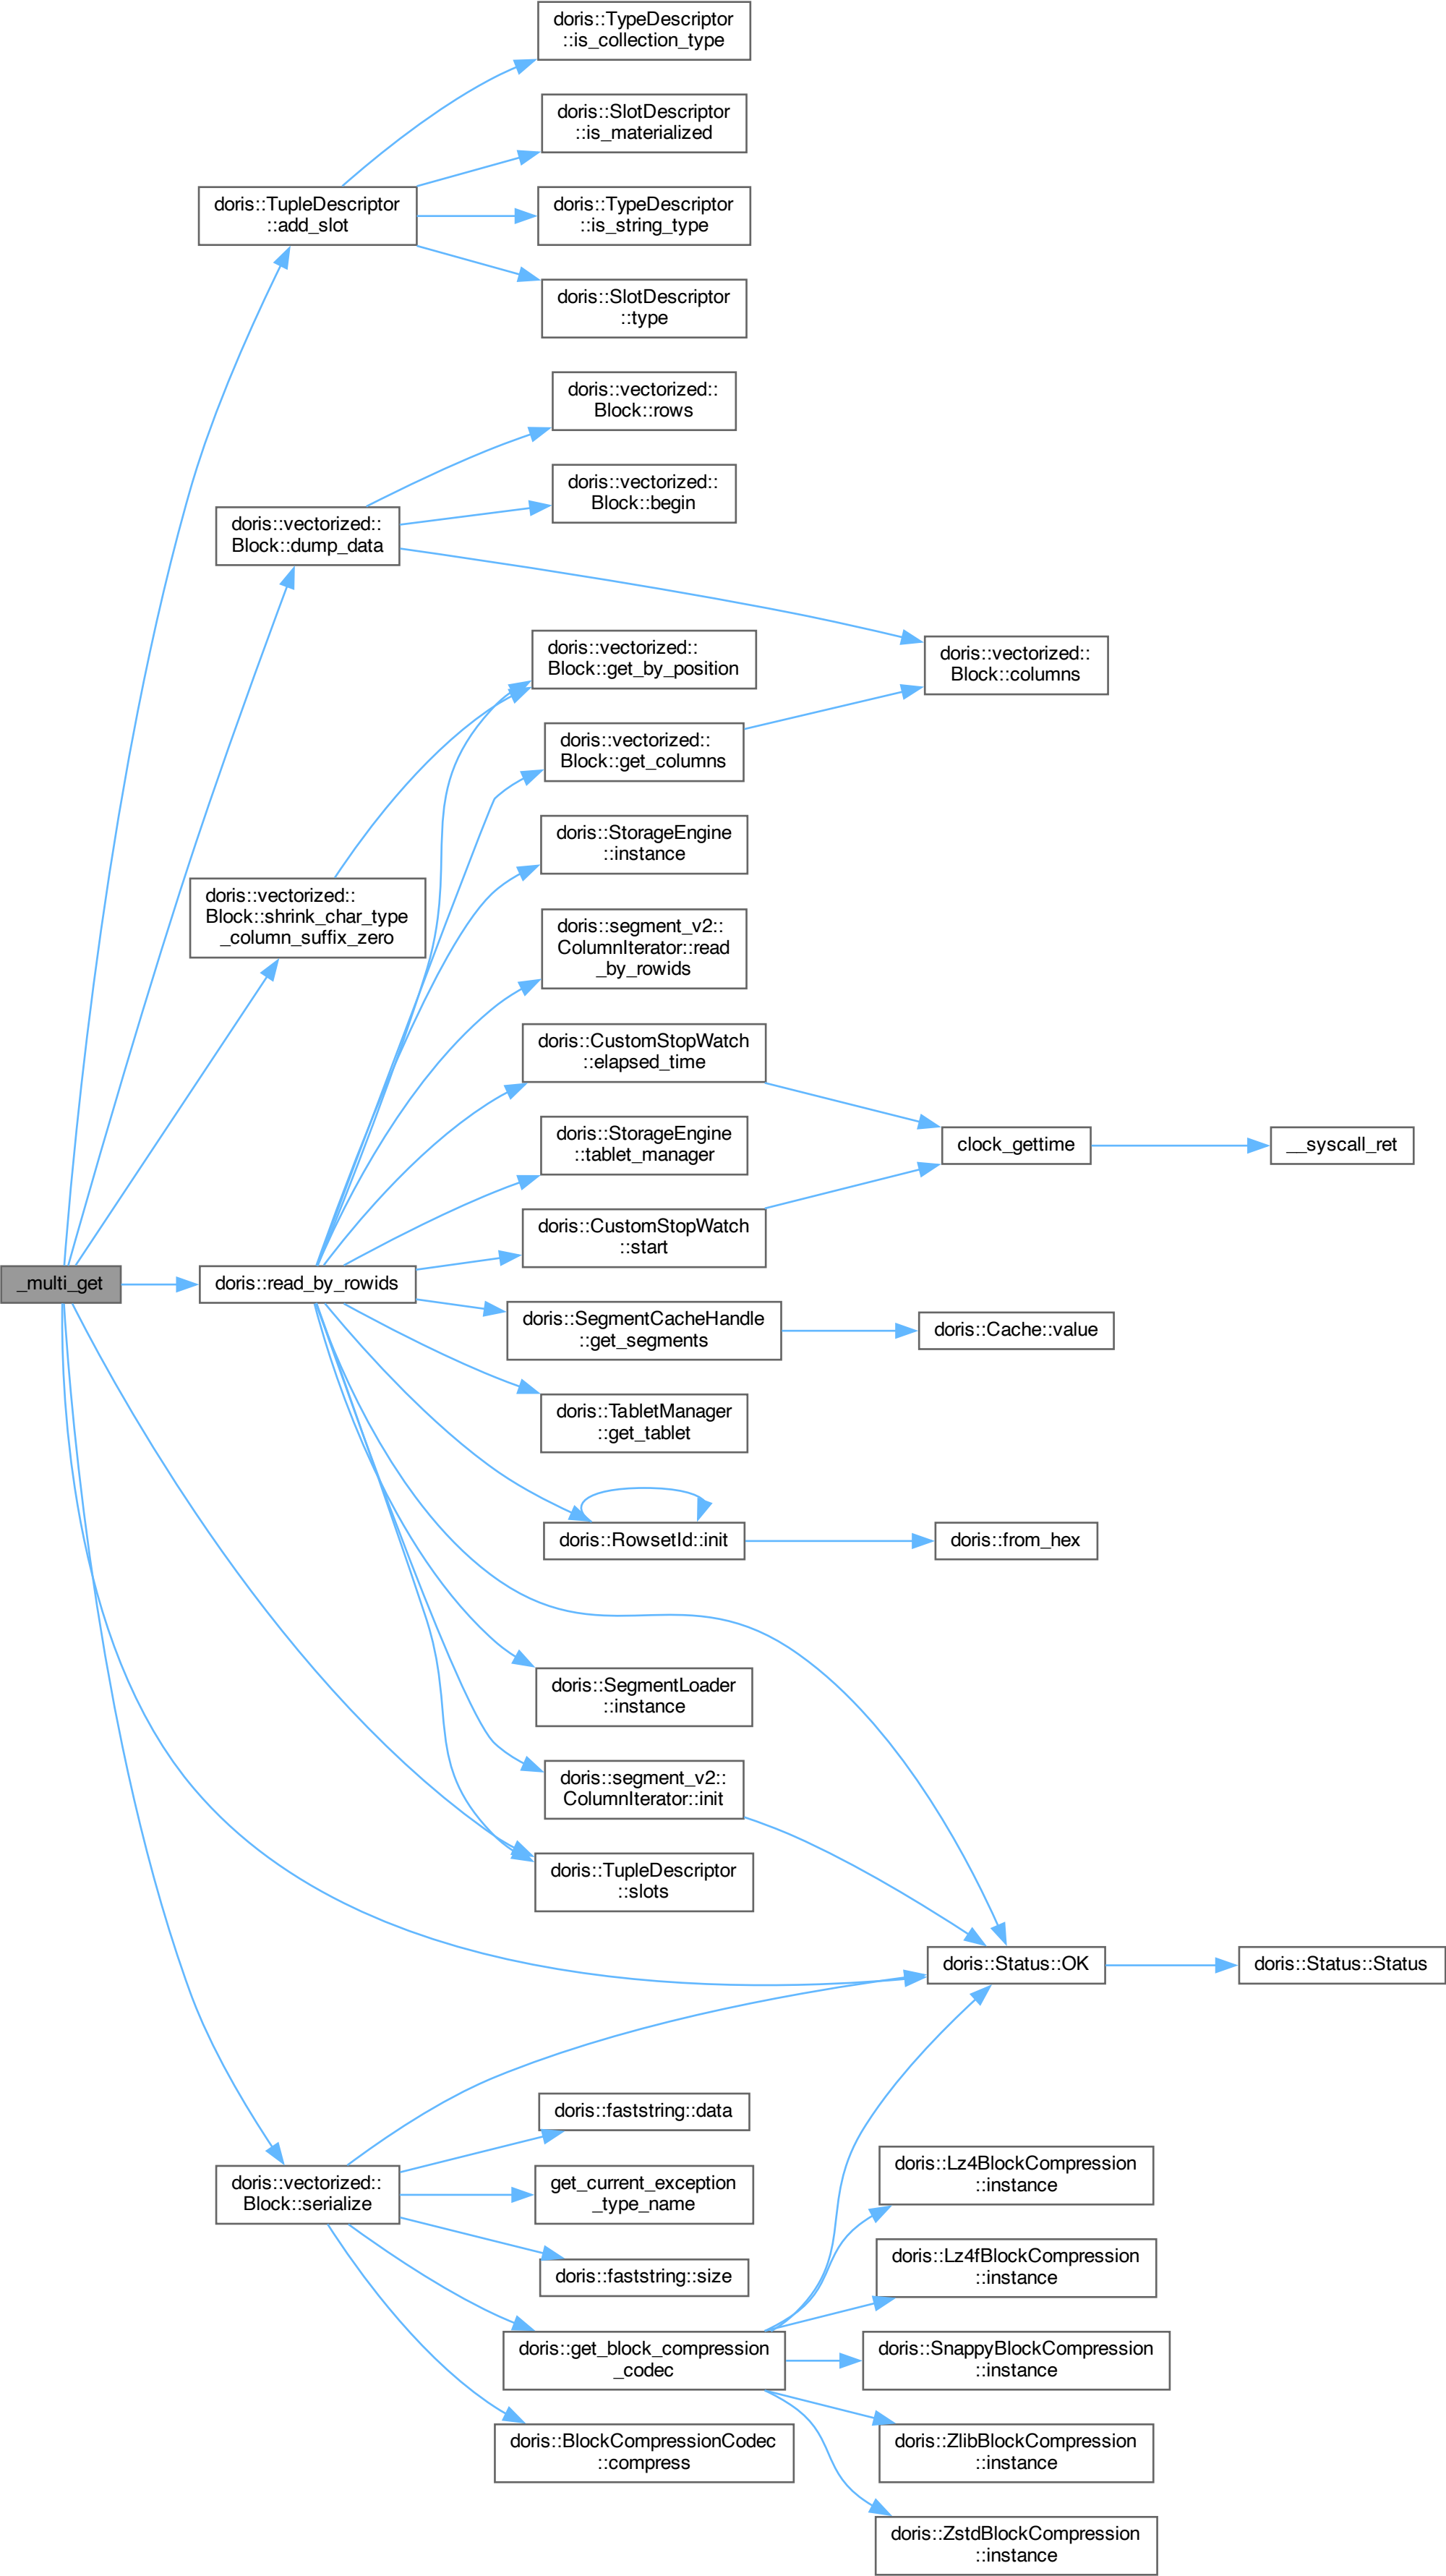 doris::TypeDescriptor
::is_collection_type
doris::SlotDescriptor
::is_materialized
doris::TupleDescriptor
::add_slot
doris::TypeDescriptor
::is_string_type
doris::SlotDescriptor
::type
doris::vectorized::
Block::rows
doris::vectorized::
Block::begin
doris::vectorized::
Block::dump_data
doris::vectorized::
Block::get_by_position
doris::vectorized::
Block::columns
doris::vectorized::
Block::get_columns
doris::StorageEngine
::instance
doris::vectorized::
Block::shrink_char_type
_column_suffix_zero
doris::segment_v2::
ColumnIterator::read
_by_rowids
doris::CustomStopWatch
::elapsed_time
doris::StorageEngine
::tablet_manager
clock_gettime
__syscall_ret
doris::CustomStopWatch
::start
_multi_get
doris::read_by_rowids
doris::SegmentCacheHandle
::get_segments
doris::Cache::value
doris::TabletManager
::get_tablet
doris::RowsetId::init
doris::from_hex
doris::SegmentLoader
::instance
doris::segment_v2::
ColumnIterator::init
doris::TupleDescriptor
::slots
doris::Status::OK
doris::Status::Status
doris::faststring::data
doris::vectorized::
Block::serialize
get_current_exception
_type_name
doris::Lz4BlockCompression
::instance
doris::faststring::size
doris::Lz4fBlockCompression
::instance
doris::get_block_compression
_codec
doris::SnappyBlockCompression
::instance
doris::BlockCompressionCodec
::compress
doris::ZlibBlockCompression
::instance
doris::ZstdBlockCompression
::instance